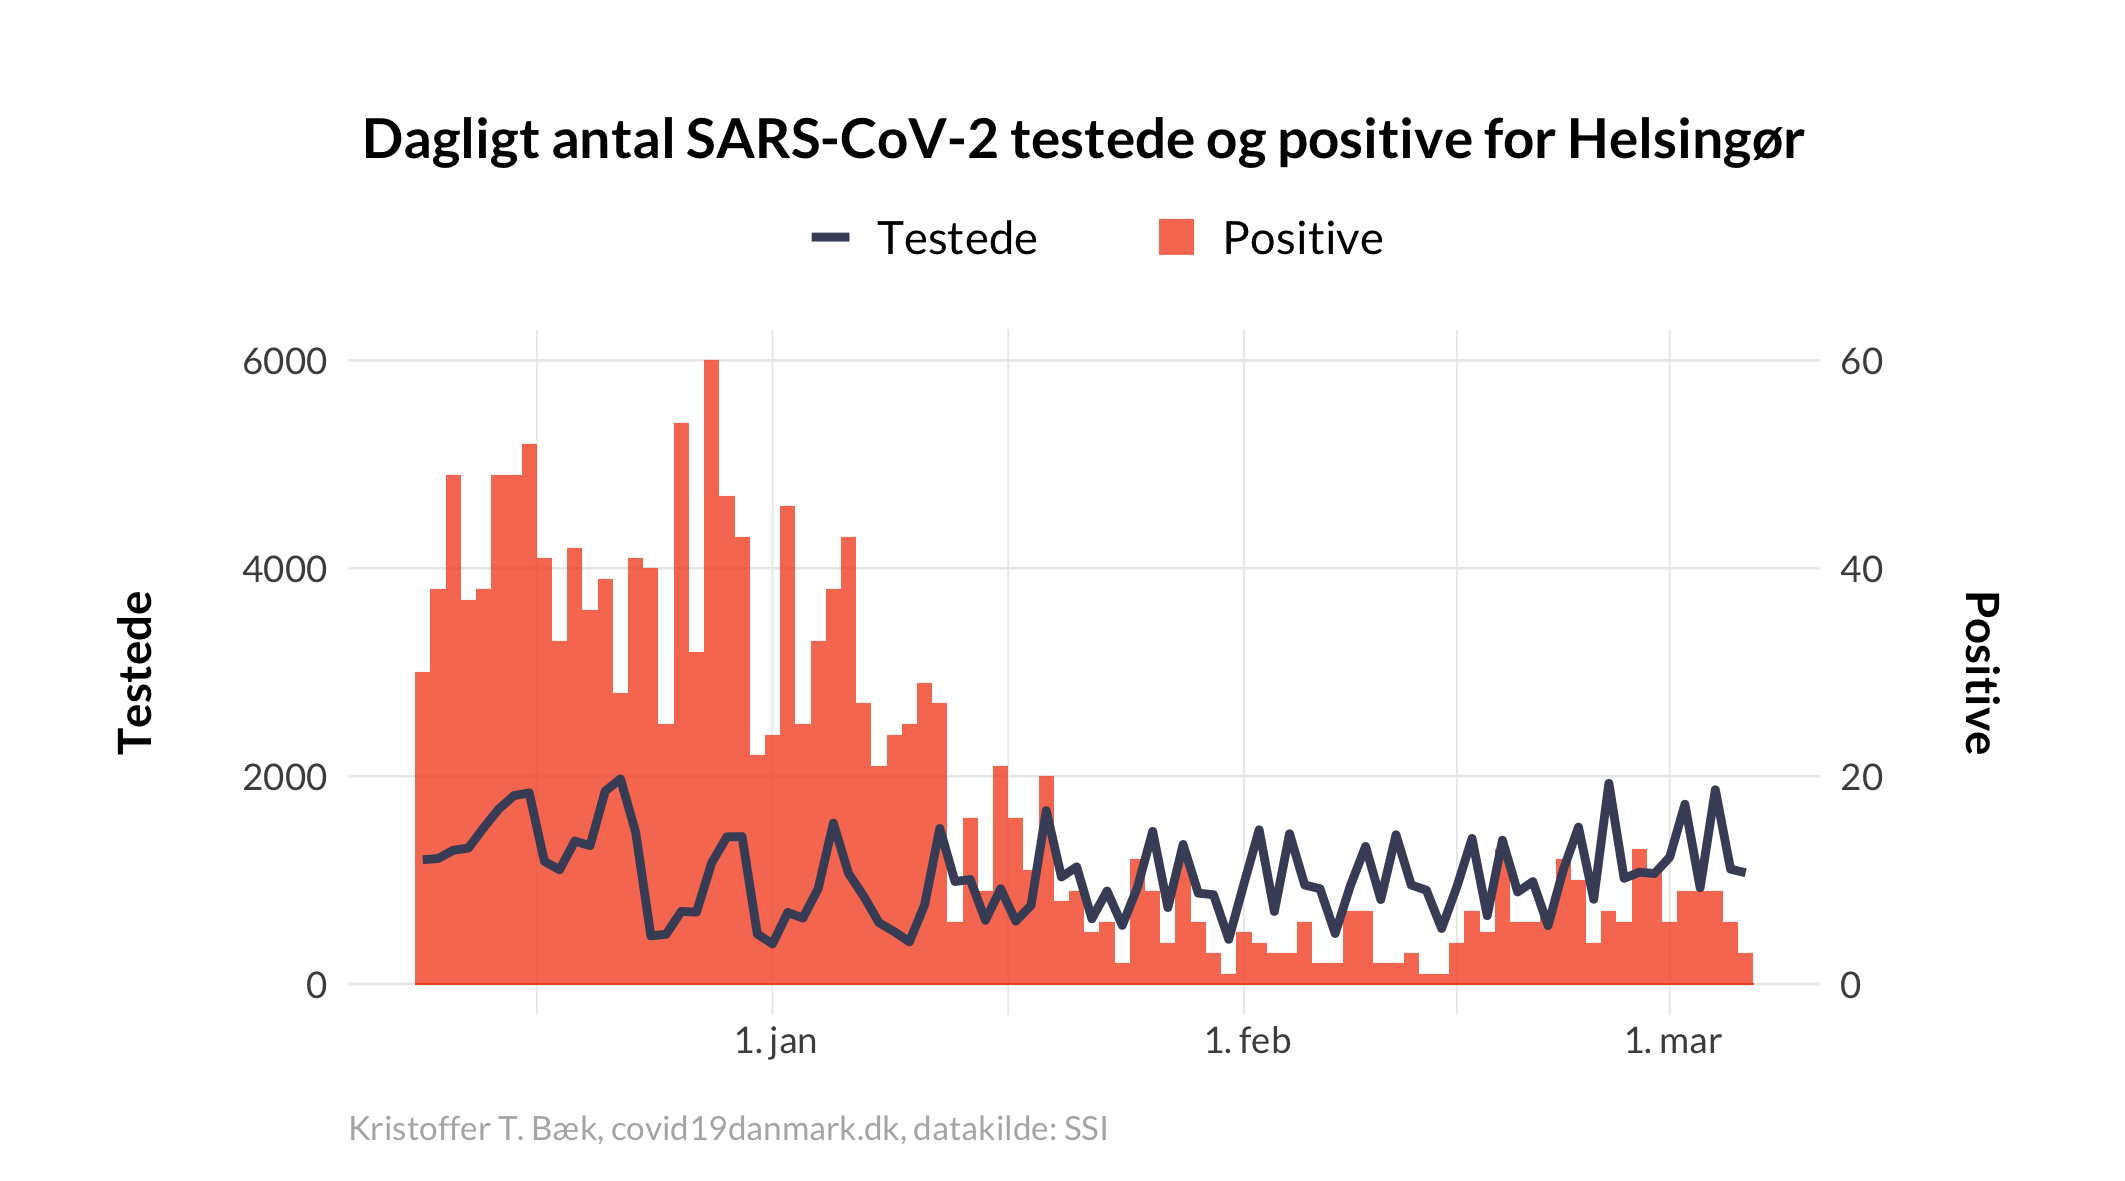 Dagligt antal SARS-CoV-2 testede og positive for Helsingør
Testede Positive
6000 60
4000 40
2000 20
0 0
Testede
Positive
1. jan 1. feb 1. mar
Kristoffer T. Bæk, covid19danmark.dk, datakilde: SSI